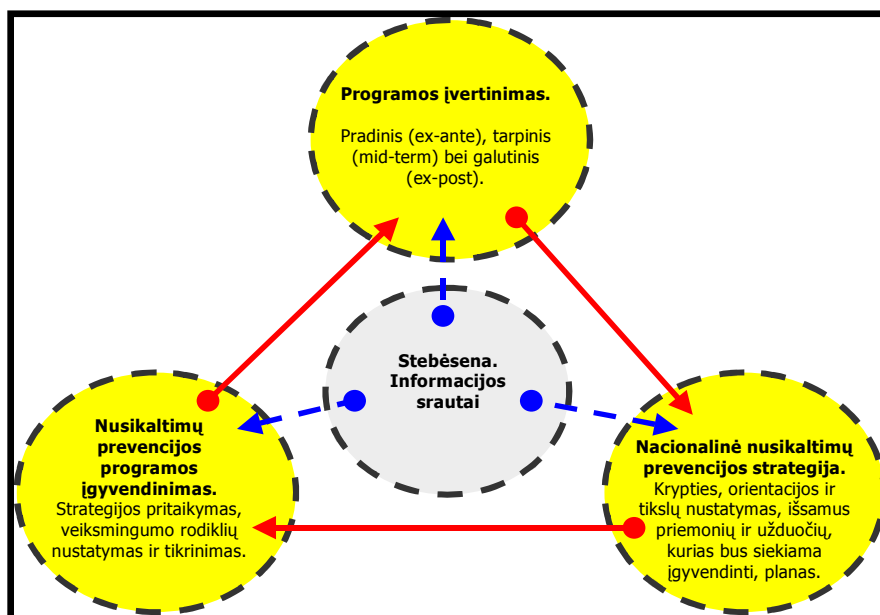 Programos įvertinimas.
Pradinis (ex-ante), tarpinis
(mid-term) bei galutinis
(ex-post).
Stebėsena.
Informacijos
srautai
Nusikaltimų
prevencijos
programos
įgyvendinimas.
Strategijos pritaikymas,
veiksmingumo rodiklių
nustatymas ir tikrinimas.
Nacionalinė nusikaltimų
prevencijos strategija.
Krypties, orientacijos ir
tikslų nustatymas, išsamus
priemonių ir užduočių,
kurias bus siekiama
įgyvendinti, planas.